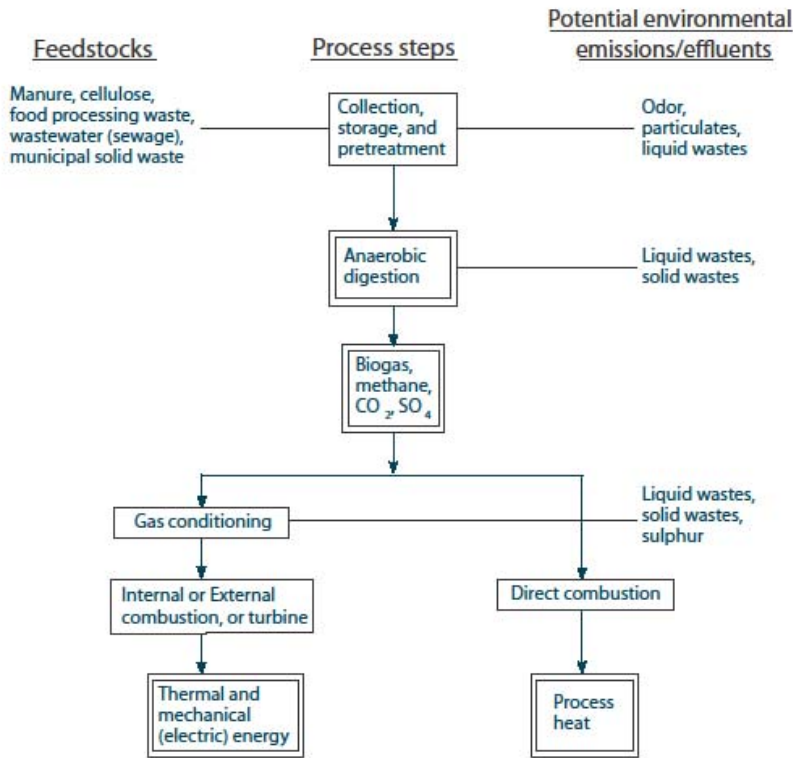 Feedstocks
Process steps
Potential environmental
emissions/effluents
Manure, cellulose,
food processing waste,
wastewater (sewage),
municipal solid waste
Collection,
storage, and
pretreatment
Odor,
particulates,
liquid wastes
Anaerobic
digestion
Liquid wastes,
solid wastes
Biogas,
methane,
CO 2, SO 4
Gas conditioning
Liquid wastes,
solid wastes,
sulphur
Internal or External
combustion, or turbine
Direct combustion
Thermal and
mechanical
(electric) energy
Process
heat